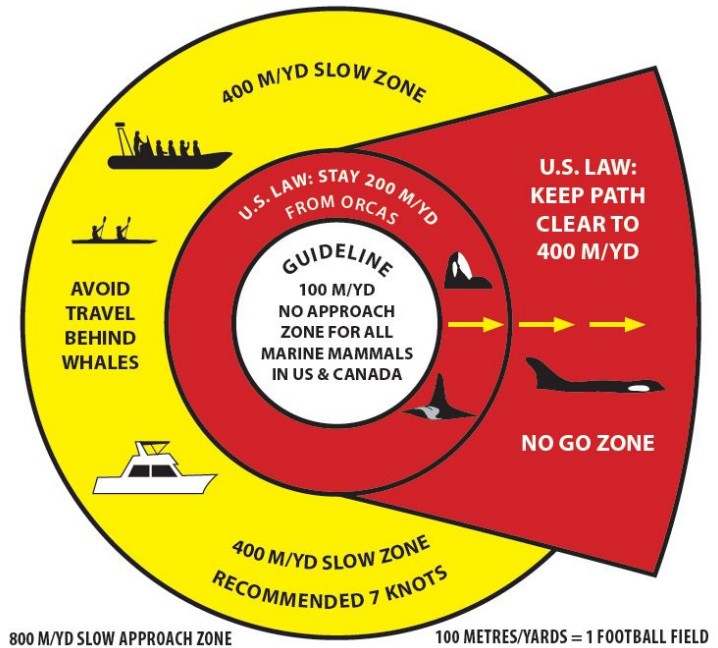 400 M/YD SLOW ZONE
U.S. LAW: STAY 200 M/YD
FROM ORCAS
GUIDELINE
100 M/YD
NO APPROACH
ZONE FOR ALL
MARINE MAMMALS
IN US & CANADA
U.S. LAW:
KEEP PATH
CLEAR TO
400 M/YD
NO GO ZONE
AVOID
TRAVEL
BEHIND
WHALES
400 M/YD SLOW ZONE
RECOMMENDED 7 KNOTS
800 M/YD SLOW APPROACH ZONE
100 METRES/YARDS = 1 FOOTBALL FIELD